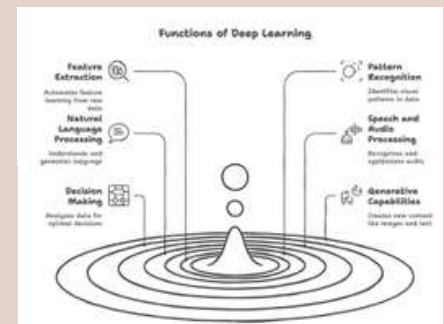 Functions of Deep Learning
Feature
Extraction
Automates feature
learning from raw
data
Natural
Language
Processing
Understands and
generates language
Decision
Making
Analyzes data for
optimal decisions
Pattern
Recognition
Identifies visual
patterns in data
Speech and
Audio
Processing
Recognizes and
synthesizes audio
Generative
Capabilities
Creates new content
like images and text